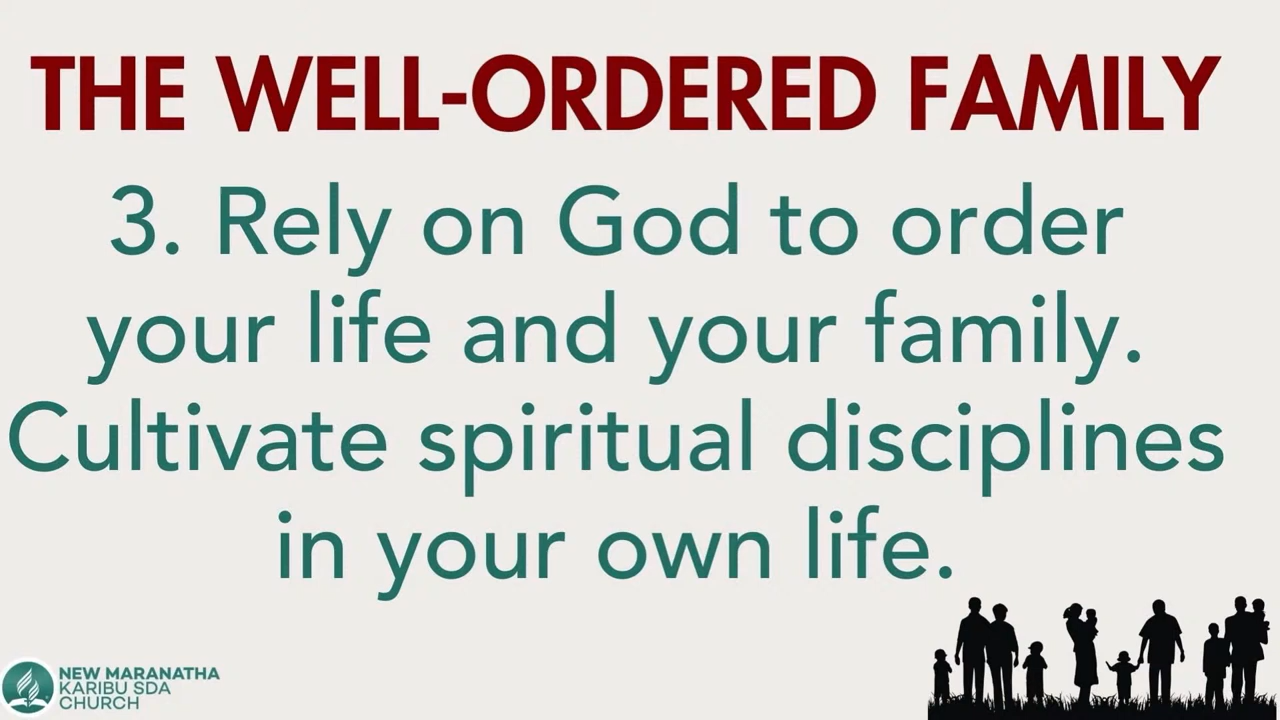 THE WELL-ORDERED FAMILY
3. Rely on God to order
your life and your family.
Cultivate spiritual disciplines
in your own life.
NEW MARANATHA
KARIBU SDA
CHURCH